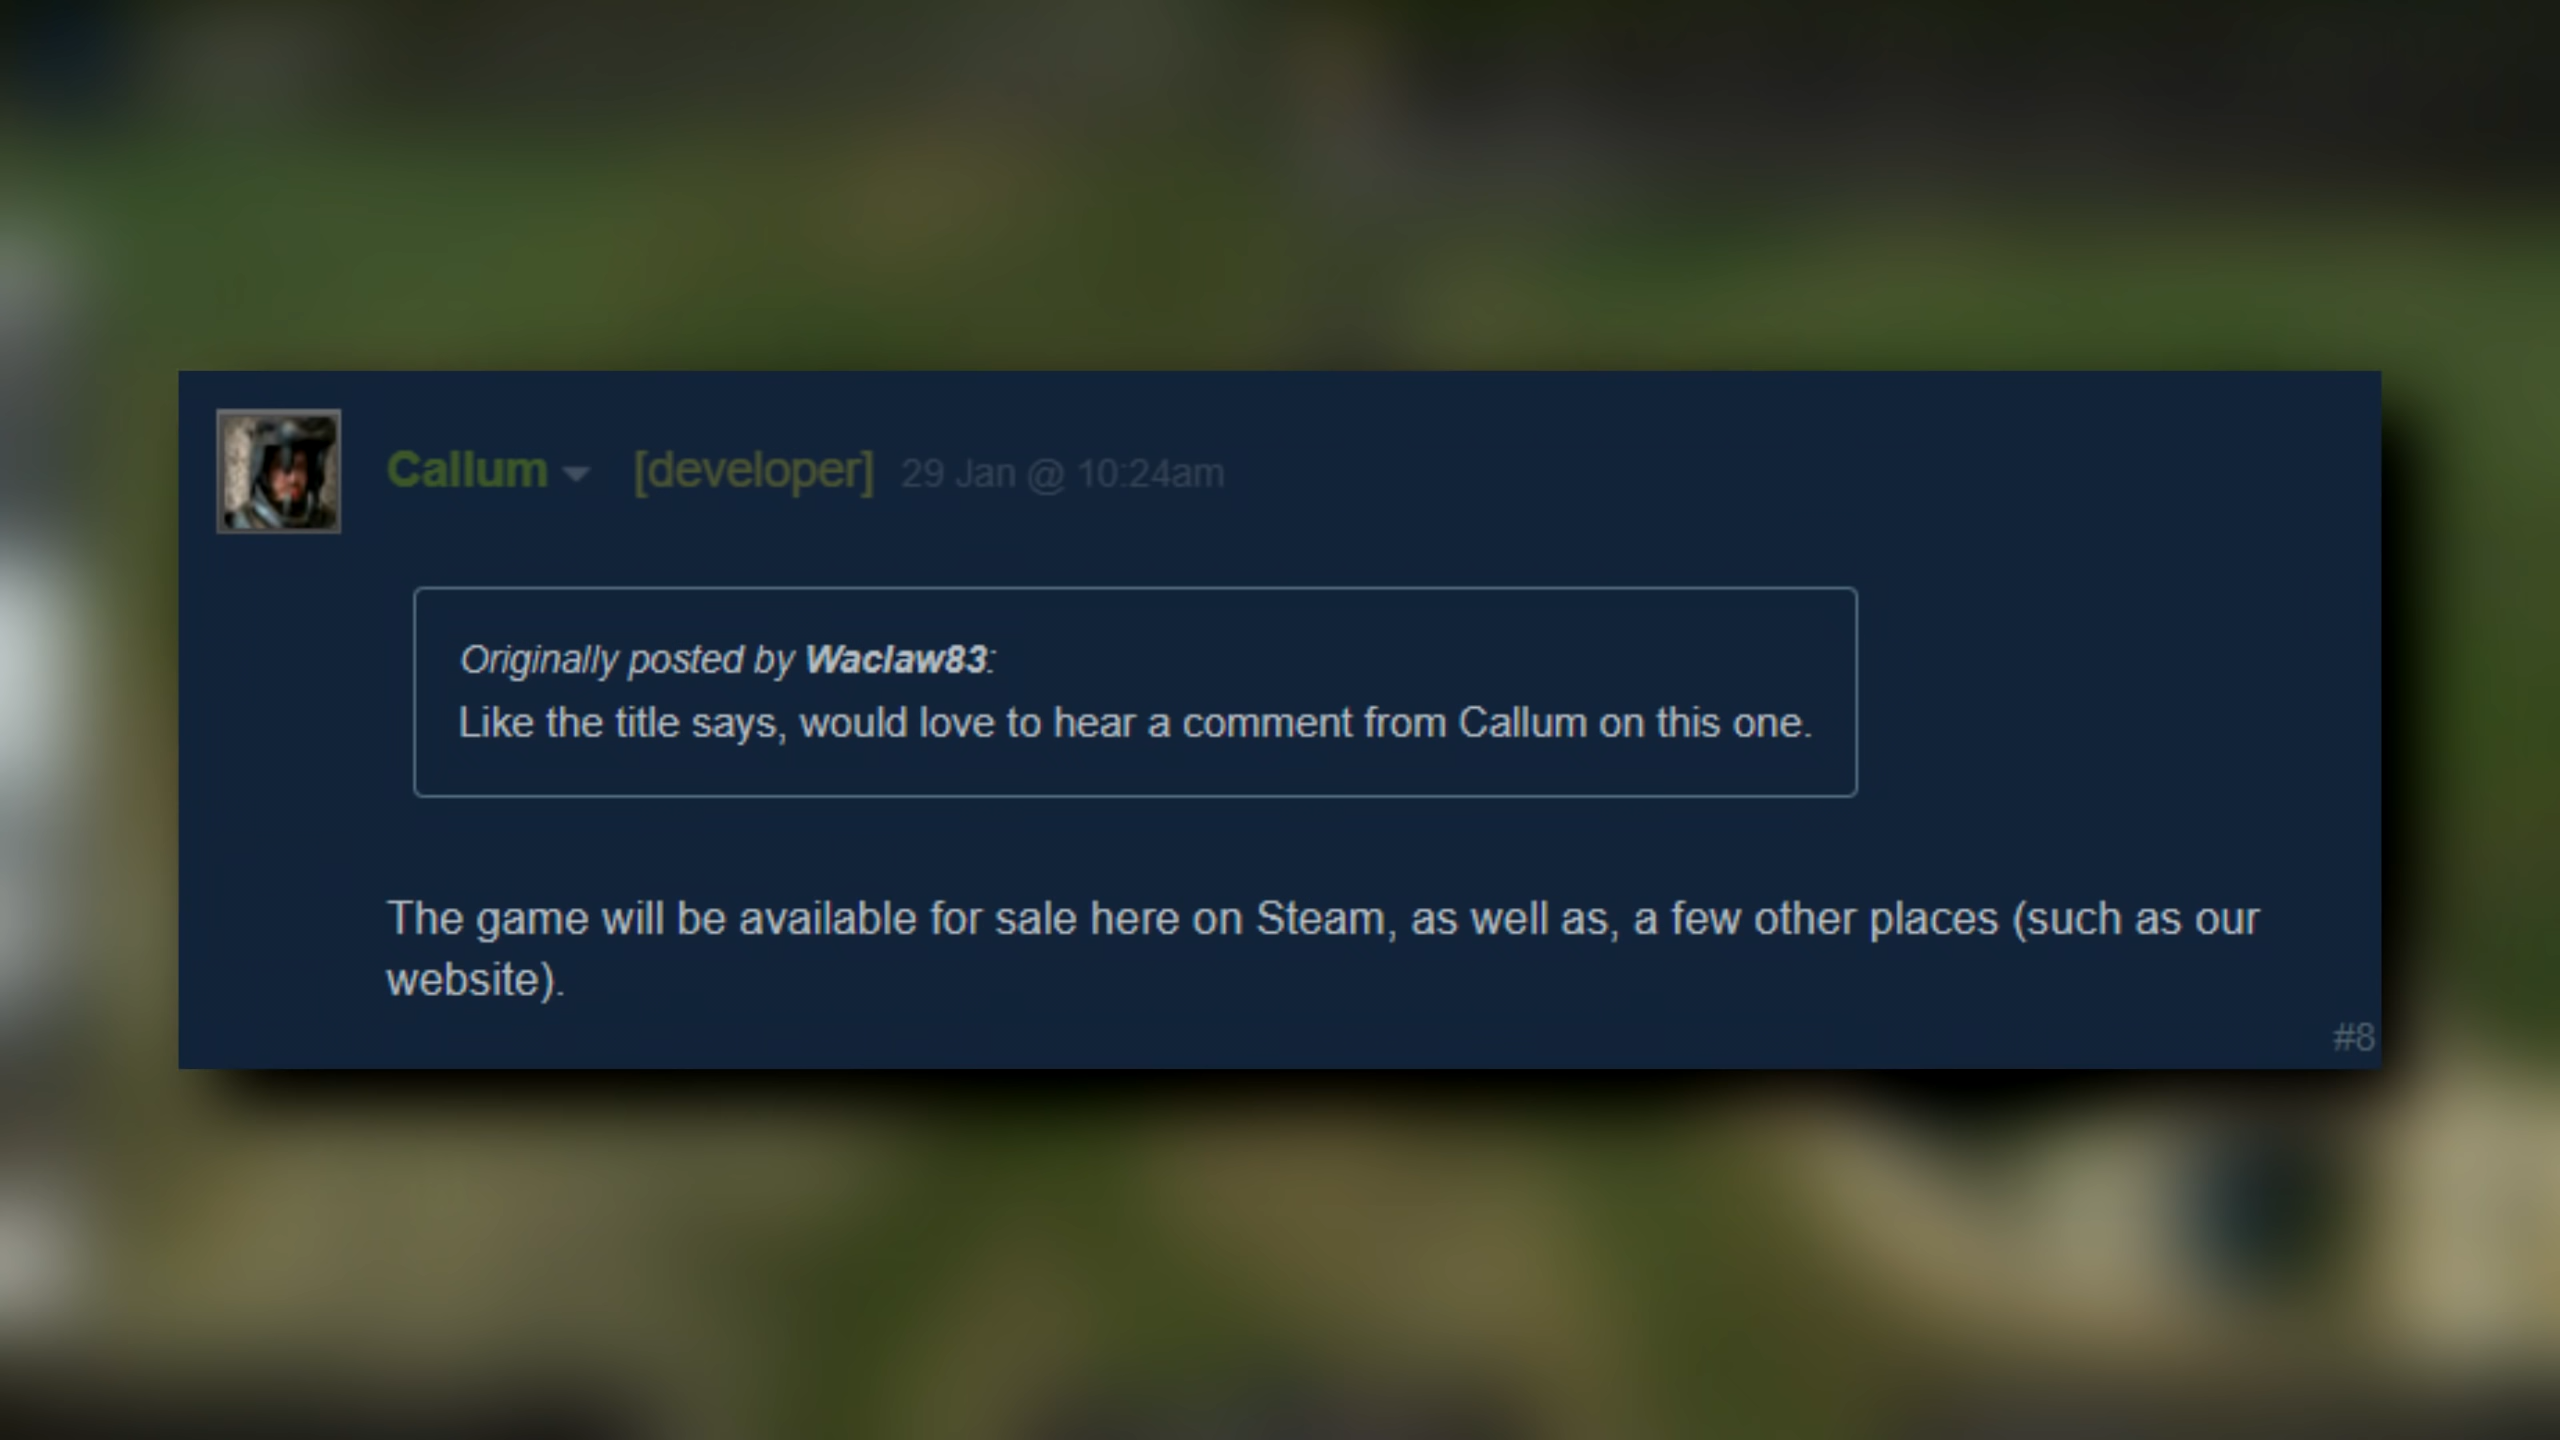 Callum [developer] 29 Jan @ 10:24am
Originally posted by Waclaw83:
Like the title says, would love to hear a comment from Callum on this one.
The game will be available for sale here on Steam, as well as, a few other places (such as our
website).
#8